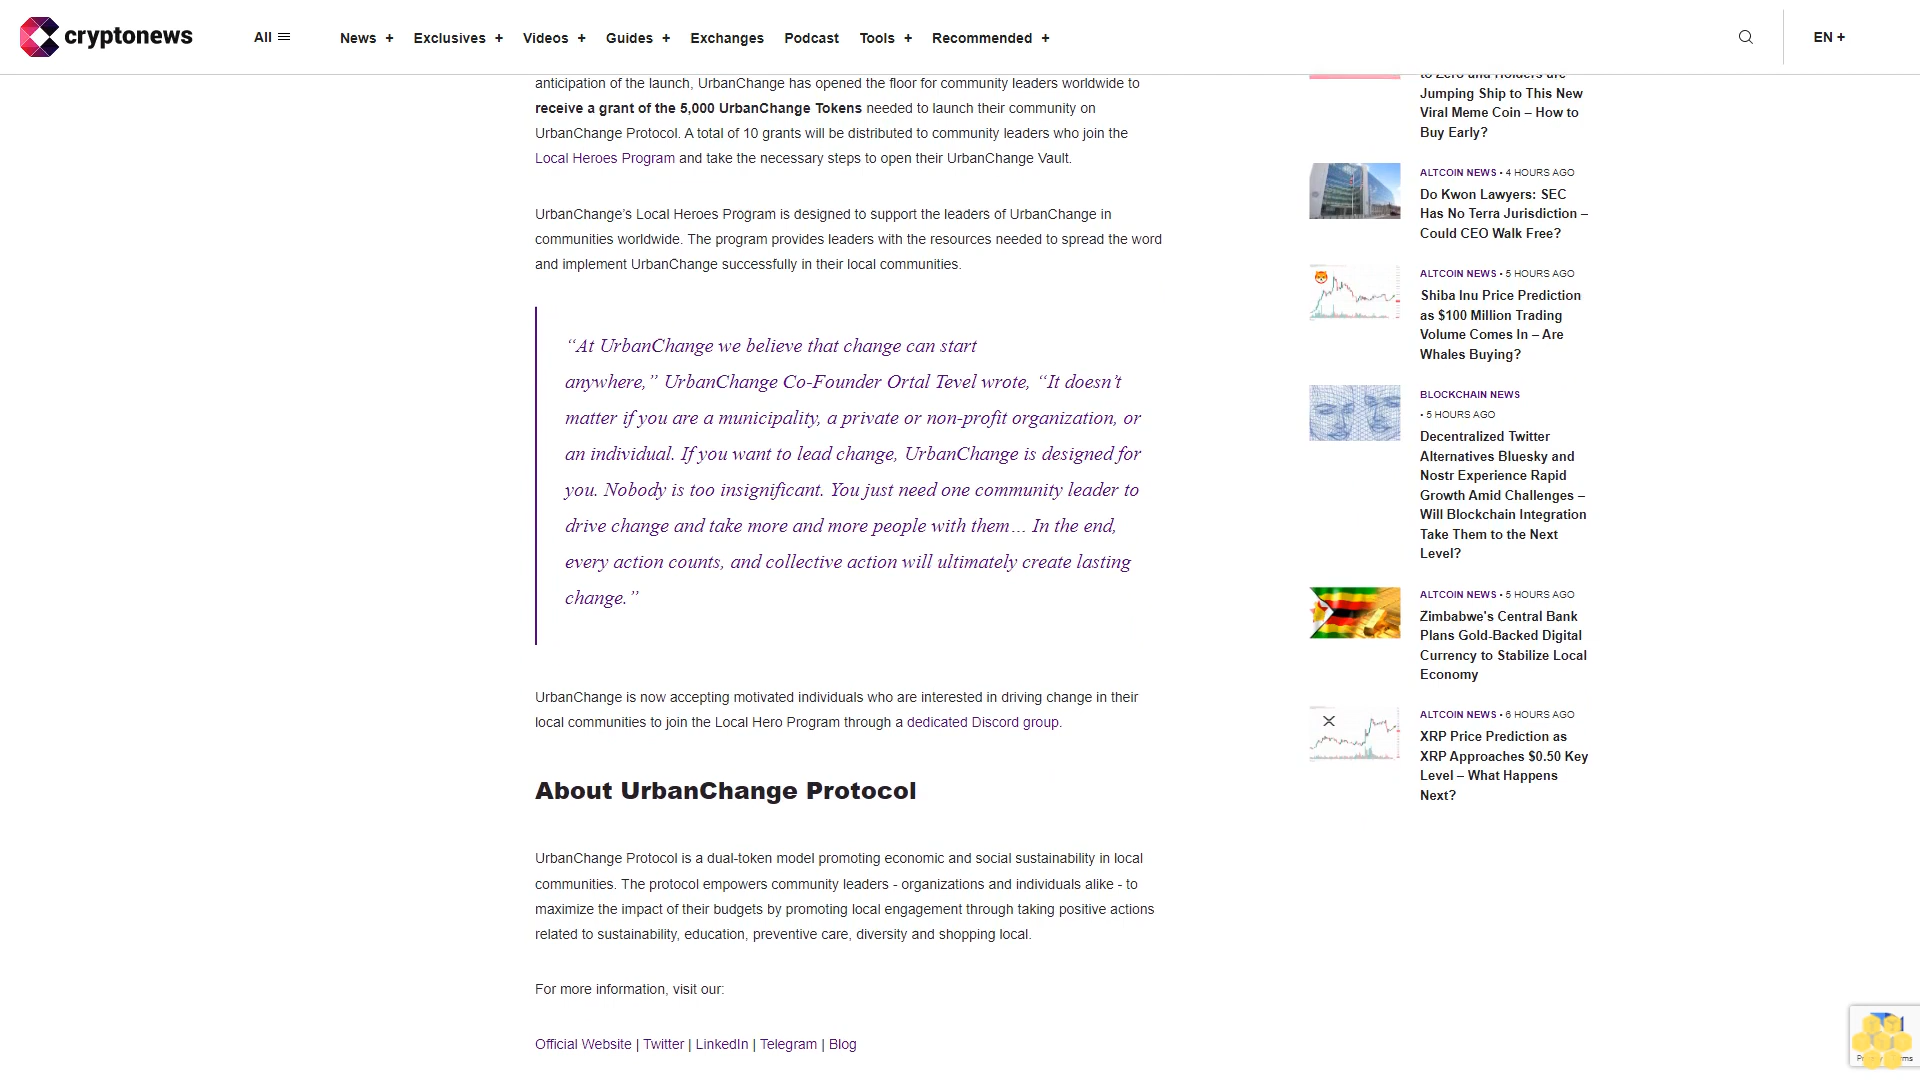 cryptonews
All
News +
Exclusives +
Videos +
Guides +
Exchanges
Podcast
Tools +
Recommended +
EN +
anticipation of the launch, UrbanChange has opened the floor for community leaders worldwide to
receive a grant of the 5,000 UrbanChange Tokens needed to launch their community on
UrbanChange Protocol. A total of 10 grants will be distributed to community leaders who join the
Local Heroes Program and take the necessary steps to open their UrbanChange Vault.
UrbanChange’s Local Heroes Program is designed to support the leaders of UrbanChange in
communities worldwide. The program provides leaders with the resources needed to spread the word
and implement UrbanChange successfully in their local communities.
“At UrbanChange we believe that change can start
anywhere,” UrbanChange Co-Founder Ortal Tevel wrote, “It doesn’t
matter if you are a municipality, a private or non-profit organization, or
an individual. If you want to lead change, UrbanChange is designed for
you. Nobody is too insignificant. You just need one community leader to
drive change and take more and more people with them… In the end,
every action counts, and collective action will ultimately create lasting
change.”
UrbanChange is now accepting motivated individuals who are interested in driving change in their
local communities to join the Local Hero Program through a dedicated Discord group.
About UrbanChange Protocol
UrbanChange Protocol is a dual-token model promoting economic and social sustainability in local
communities. The protocol empowers community leaders - organizations and individuals alike - to
maximize the impact of their budgets by promoting local engagement through taking positive actions
related to sustainability, education, preventive care, diversity and shopping local.
For more information, visit our:
Official Website | Twitter | LinkedIn | Telegram | Blog
to Zero and Holders are
Jumping Ship to This New
Viral Meme Coin – How to
Buy Early?
ALTCOIN NEWS • 4 HOURS AGO
Do Kwon Lawyers: SEC
Has No Terra Jurisdiction –
Could CEO Walk Free?
ALTCOIN NEWS • 5 HOURS AGO
Shiba Inu Price Prediction
as $100 Million Trading
Volume Comes In – Are
Whales Buying?
BLOCKCHAIN NEWS
• 5 HOURS AGO
Decentralized Twitter
Alternatives Bluesky and
Nostr Experience Rapid
Growth Amid Challenges –
Will Blockchain Integration
Take Them to the Next
Level?
ALTCOIN NEWS • 5 HOURS AGO
Zimbabwe's Central Bank
Plans Gold-Backed Digital
Currency to Stabilize Local
Economy
ALTCOIN NEWS • 6 HOURS AGO
XRP Price Prediction as
XRP Approaches $0.50 Key
Level – What Happens
Next?